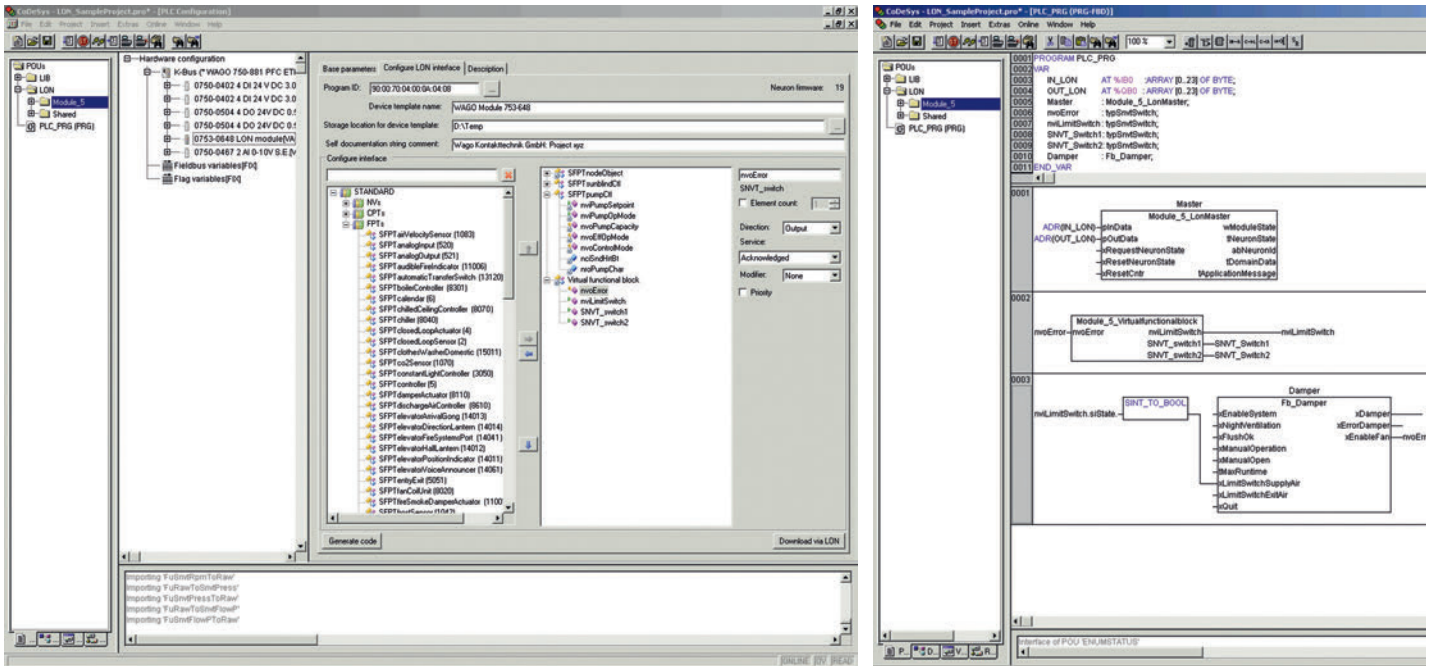 CoDeSys - LON_SampleProject.pro* - [PLC Configuration]
File Edit Project Insert Extras Online Window Help
POUs
LIB
LON
Module_5
Shared
PLC_PRG (PRG)
Hardware configuration
K-Bus (* WAGO 750-881 PFC ETH
0750-0402 4 DI 24 V DC 3.0
0750-0402 4 DI 24 V DC 3.0
0750-0504 4 DO 24V DC 0.5
0750-0504 4 DO 24V DC 0.5
0753-0648 LON module[VA
0750-0467 2 AI 0-10V S.E.[V
Fieldbus variables[FIX]
Flag variables[FIX]
Base parameters Configure LON interface Description
Program ID: 90:00:70:04:00:0A:04:08 ... Neuron firmware: 19
Device template name: WAGO Module 753-648
Storage location for device template: D:\Temp ...
Self documentation string comment: Wago Kontakttechnik GmbH: Project xyz
Configure interface
STANDARD
NVs
CPTs
FPTs
SFPTairVelocitySensor (1083)
SFPTanalogInput (520)
SFPTanalogOutput (521)
SFPTaudibleFireIndicator (11006)
SFPTautomaticTransferSwitch (13120)
SFPTboilerController (8301)
SFPTcalendar (6)
SFPTchilledCeilingController (8070)
SFPTchiller (8040)
SFPTclosedLoopActuator (4)
SFPTclosedLoopSensor (2)
SFPTclothesWasherDomestic (15011)
SFPTco2Sensor (1070)
SFPTconstantLightController (3050)
SFPTcontroller (5)
SFPTdamperActuator (8110)
SFPTdischargeAirController (8610)
SFPTelevatorArrivalGong (14013)
SFPTelevatorDirectionLantern (14014)
SFPTelevatorFireSystemsPort (14041)
SFPTelevatorHallLantern (14012)
SFPTelevatorPositionIndicator (14011)
SFPTelevatorVoiceAnnouncer (14061)
SFPTentryExit (5051)
SFPTfanCoilUnit (8020)
SFPTfireSmokeDamperActuator (1100
SFPThostSensor (1042)
SFPTnodeObject
SFPTsunblindCtl
SFPTpumpCtl
nviPumpSetpoint
nviPumpOpMode
nvoPumpCapacity
nvoEffOpMode
nvoControlMode
nciSndHrtBt
nroPumpChar
Virtual functional block
nvoError
nviLimitSwitch
SNVT_switch1
SNVT_switch2
nvoError
SNVT_switch
Element count: 1
Direction: Output
Service:
Acknowledged
Modifier: None
Priority
Generate code
Download via LON
Importing 'FuSnvtRpmToRaw'
Importing 'FuRawToSnvtPress'
Importing 'FuSnvtPressToRaw'
Importing 'FuRawToSnvtFlowP'
Importing 'FuSnvtFlowPToRaw'
ONLINE OV READ
CoDeSys - LON_SampleProject.pro* - [PLC_PRG (PRG-FBD)]
File Edit Project Insert Extras Online Window Help
100 %
POUs
LIB
LON
Module_5
Shared
PLC_PRG (PRG)
0001 PROGRAM PLC_PRG
0002 VAR
0003 IN_LON AT %IB0 :ARRAY [0..23] OF BYTE;
0004 OUT_LON AT %QB0 :ARRAY [0..23] OF BYTE;
0005 Master : Module_5_LonMaster;
0006 nvoError : typSnvtSwitch;
0007 nviLimitSwitch : typSnvtSwitch;
0008 SNVT_Switch1: typSnvtSwitch;
0009 SNVT_Switch2: typSnvtSwitch;
0010 Damper : Fb_Damper;
0011 END_VAR
0001
Master
Module_5_LonMaster
ADR(IN_LON) pInData wModuleState
ADR(OUT_LON) pOutData tNeuronState
xRequestNeuronState abNeuronId
xResetNeuronState tDomainData
xResetCntr tApplicationMessage
0002
Module_5_Virtualfunctionalblock
nvoError nvoError nviLimitSwitch nviLimitSwitch
SNVT_switch1 SNVT_Switch1
SNVT_switch2 SNVT_Switch2
0003
Damper
SINT_TO_BOOL Fb_Damper
nviLimitSwitch.siState xEnableSystem xDamper
xNightVentilation xErrorDamper
xFlushOk xEnableFan nvoErr
xManualOperation
xManualOpen
tMaxRuntime
xLimitSwitchSupplyAir
xLimitSwitchExitAir
xQuit
Interface of POU 'ENUMSTATUS'
P... D... V... R...